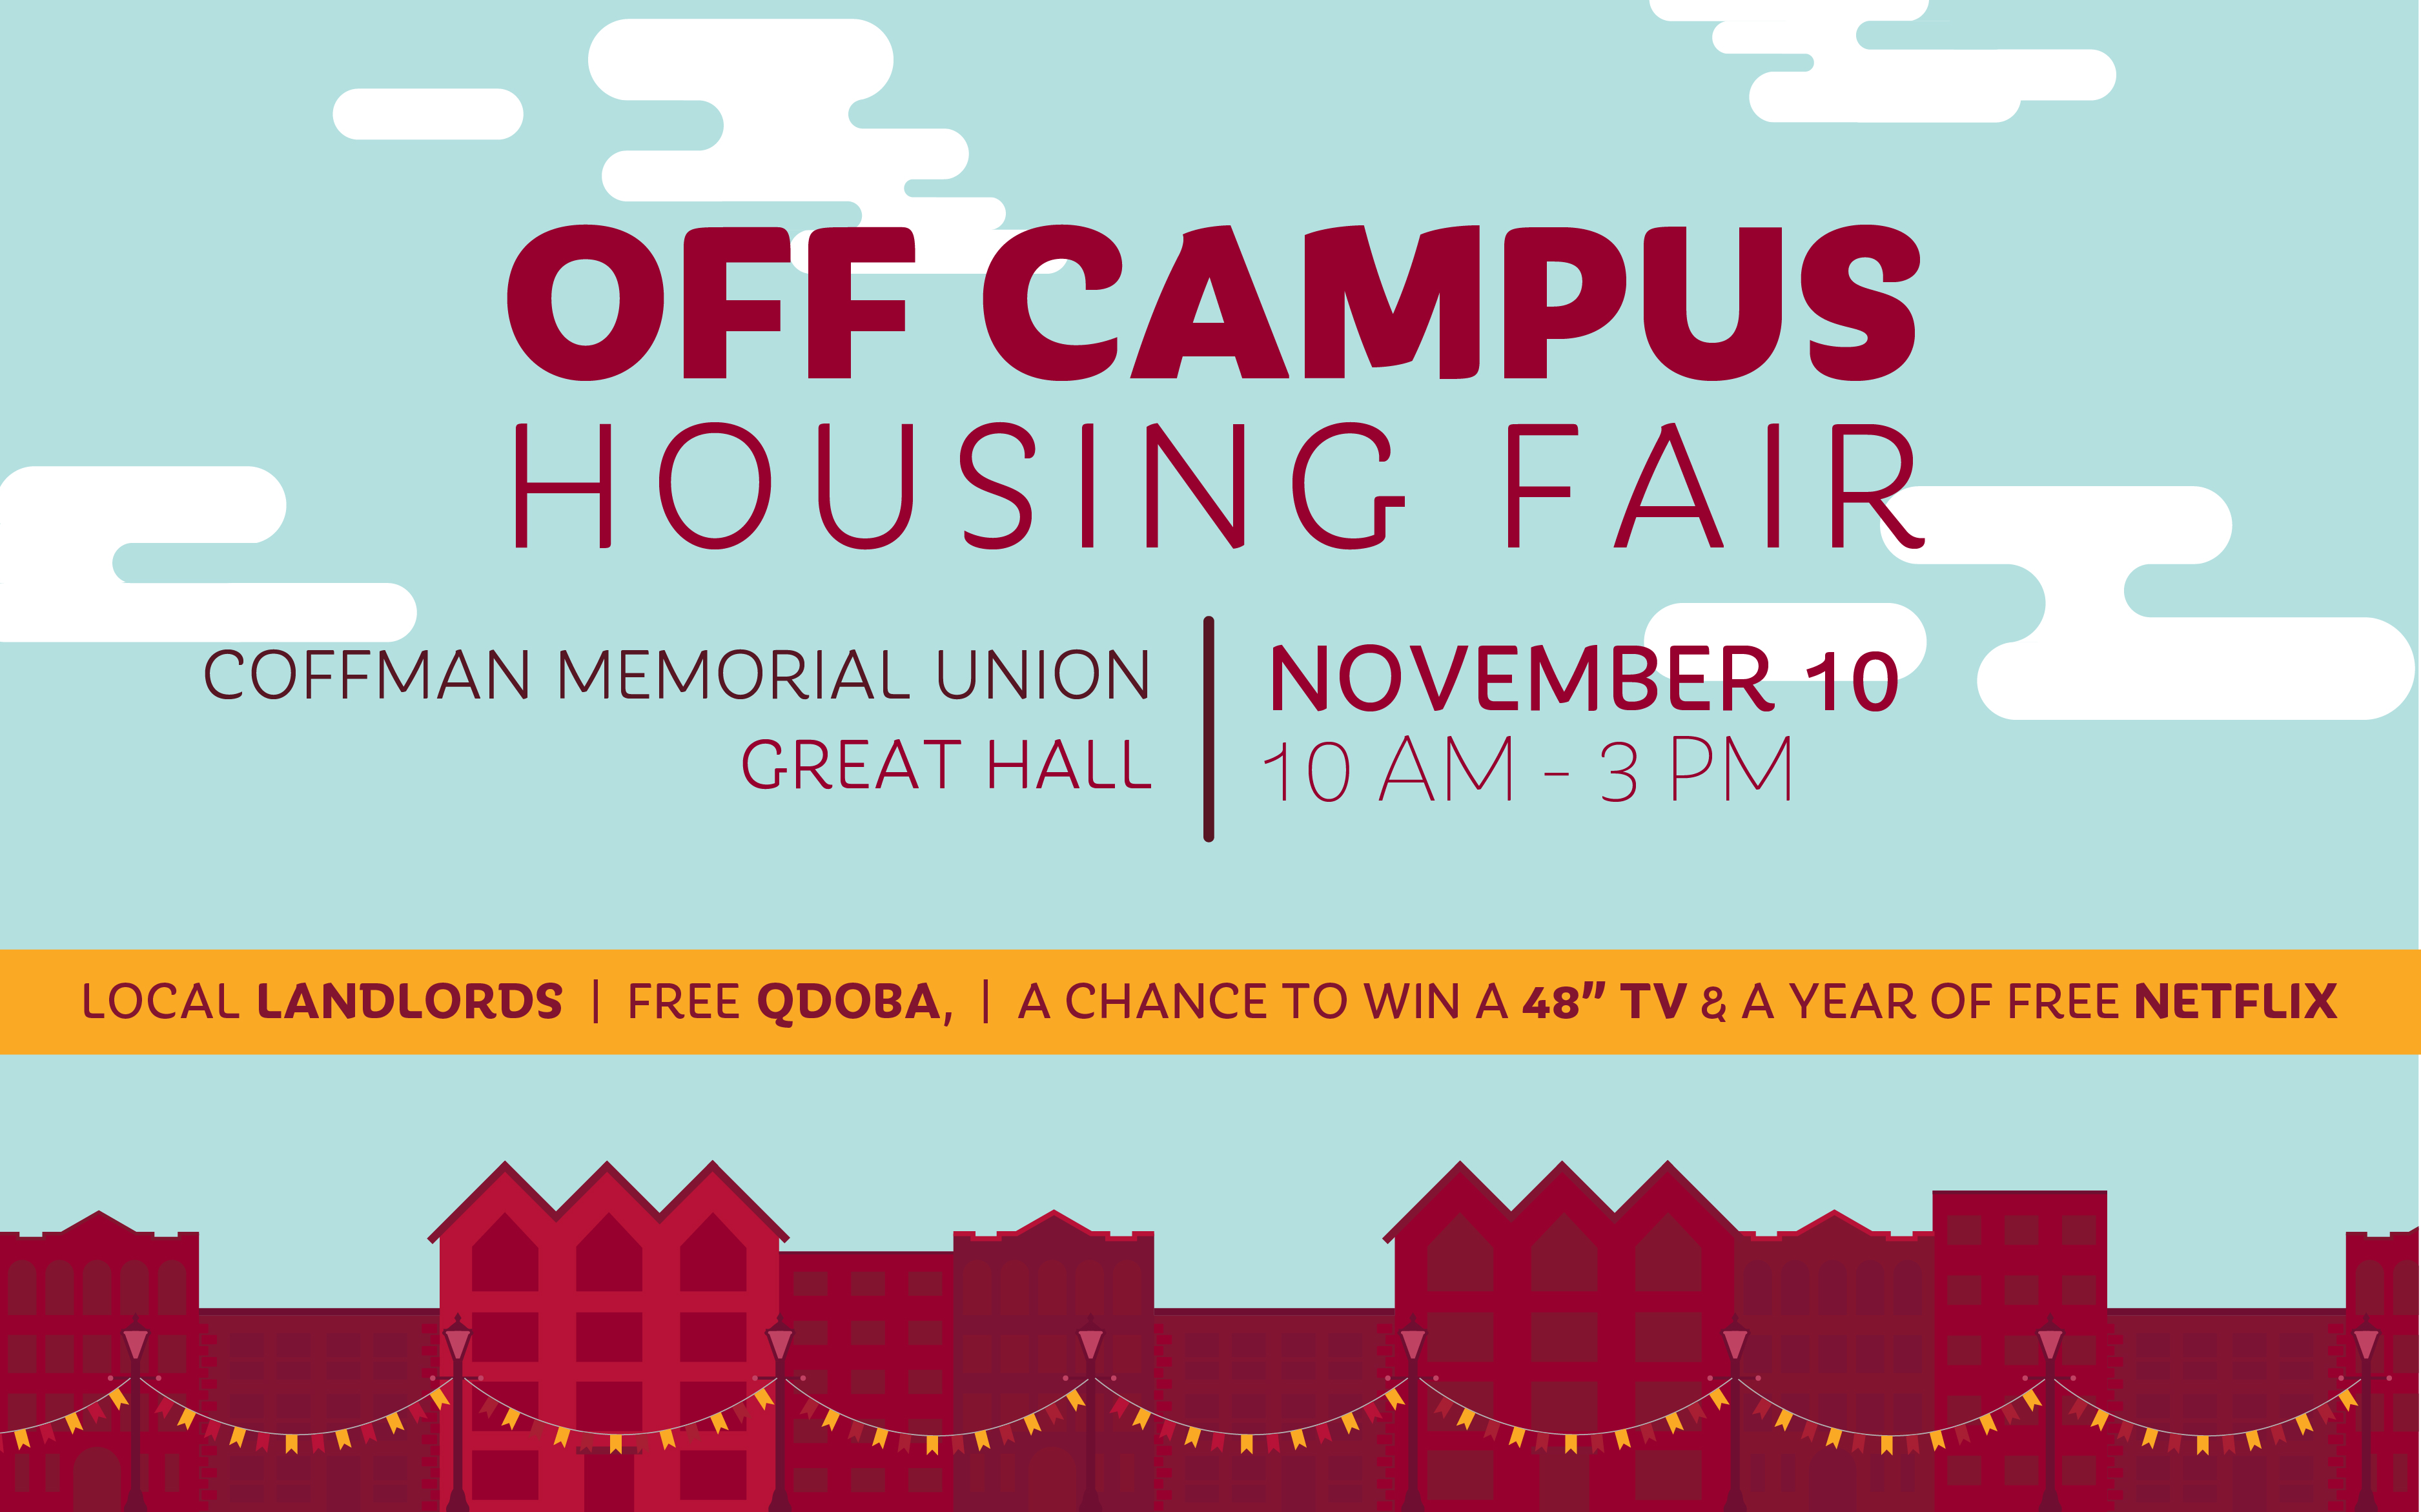 OFF CAMPUS
HOUSING FAIR
COFFMAN MEMORIAL UNION
GREAT HALL
NOVEMBER 10
10 AM - 3 PM
LOCAL LANDLORDS | FREE QDOBA, | A CHANCE TO WIN A 48” TV & A YEAR OF FREE NETFLIX